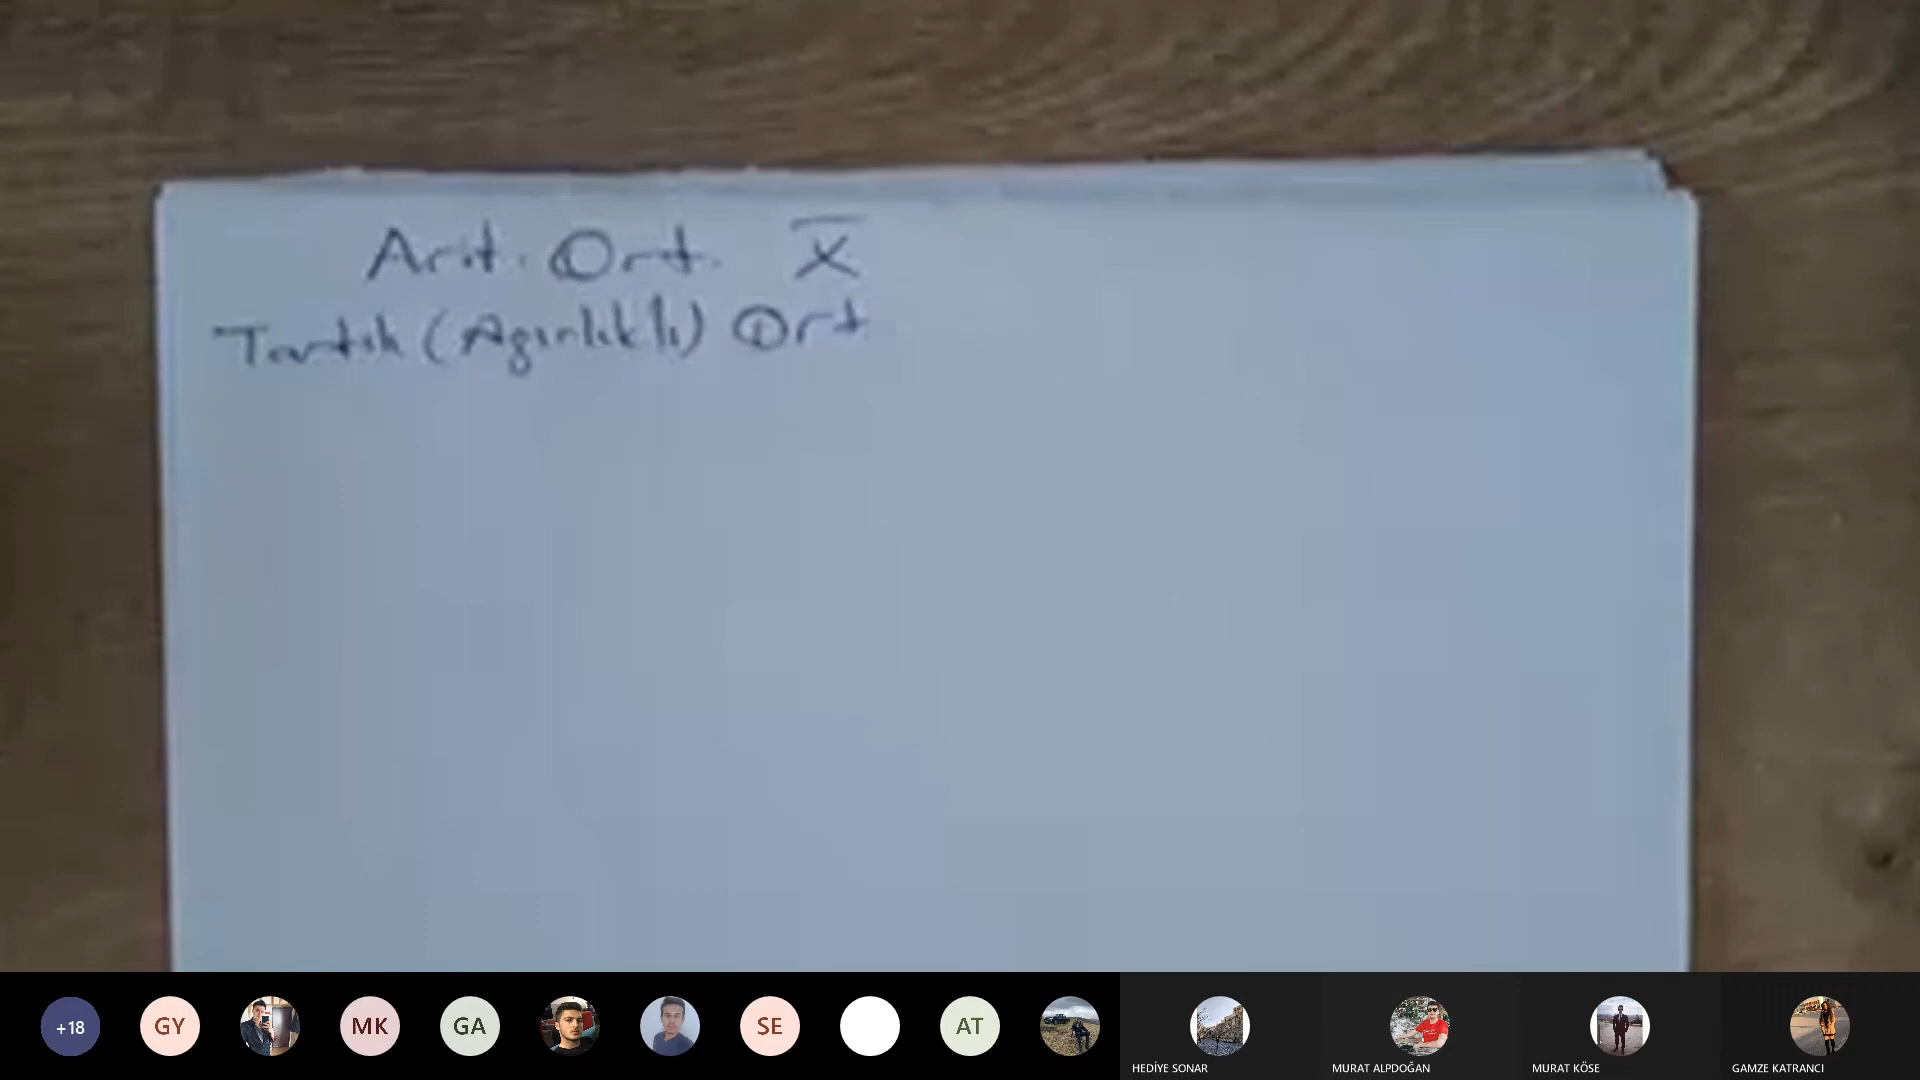 Arit. Ort. X̅
Tartılı (Ağırlıklı) Ort
+18
GY
MK
GA
SE
AT
HEDİYE SONAR
MURAT ALPDOĞAN
MURAT KÖSE
GAMZE KATRANCI